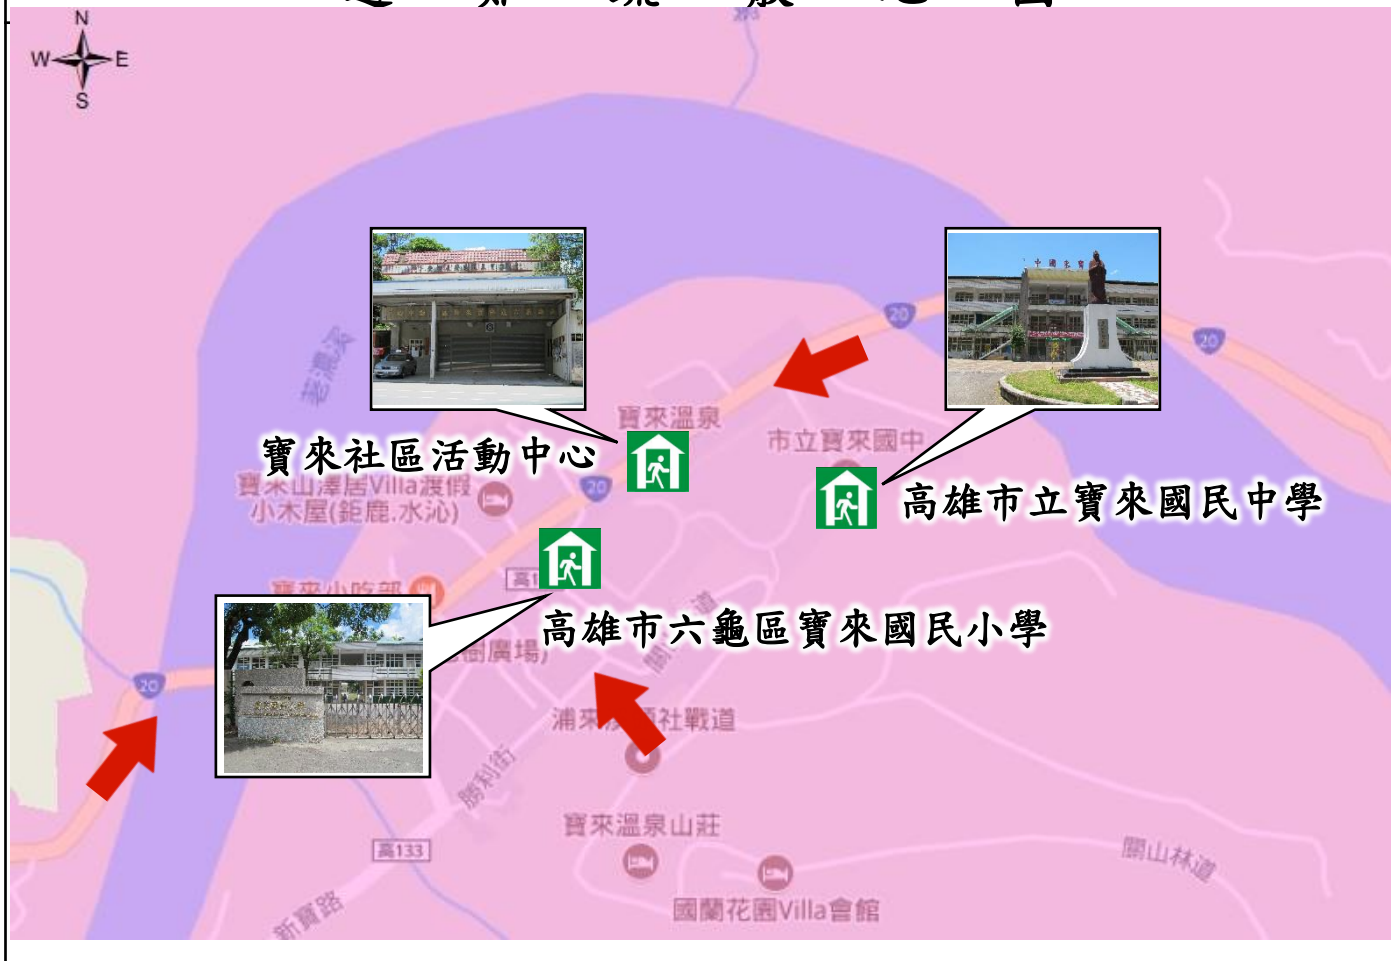 N
W E
S
20
20
荖濃溪
寶來溫泉
市立寶來國中
寶來社區活動中心
寶來山澤居Villa渡假
小木屋(鉅鹿.水沁)
20
高雄市立寶來國民中學
寶來小吃部
高雄市六龜區寶來國民小學
樹廣場)
20
社戰道
勝利街
寶來溫泉山莊
高133
關山林道
新寶路
國蘭花園Villa會館